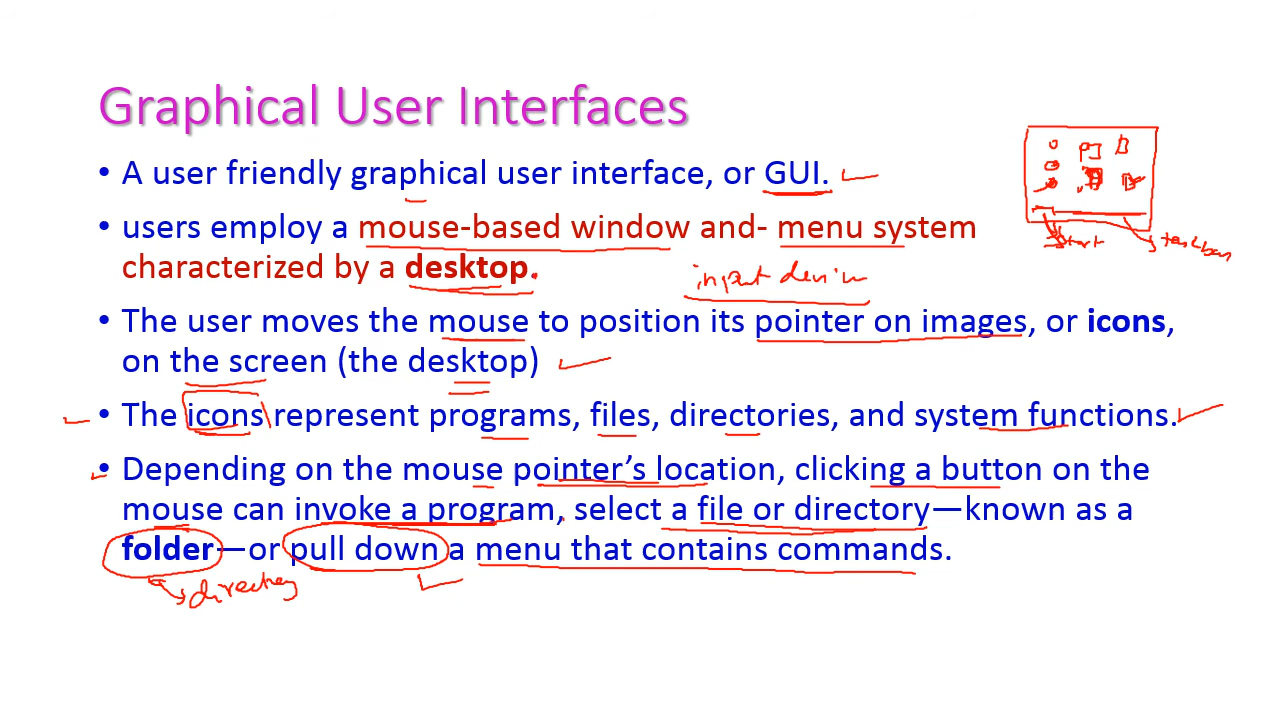 Graphical User Interfaces
• A user friendly graphical user interface, or GUI.
• users employ a mouse-based window and- menu system
characterized by a desktop.
start
taskbar
input device
• The user moves the mouse to position its pointer on images, or icons,
on the screen (the desktop)
• The icons represent programs, files, directories, and system functions.
• Depending on the mouse pointer’s location, clicking a button on the
mouse can invoke a program, select a file or directory—known as a
folder—or pull down a menu that contains commands.
directory